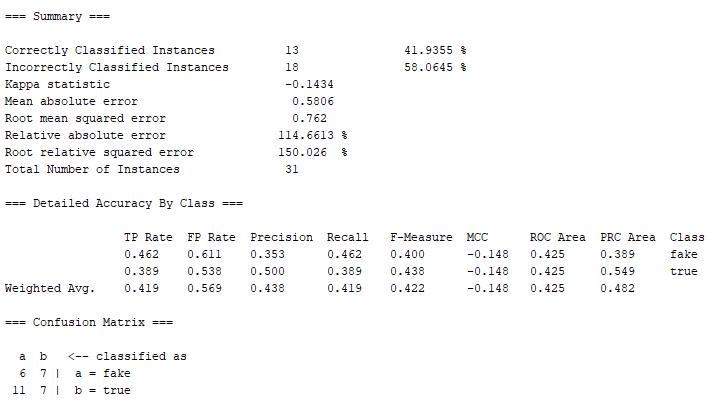 === Summary ===
Correctly Classified Instances 13 41.9355 %
Incorrectly Classified Instances 18 58.0645 %
Kappa statistic -0.1434
Mean absolute error 0.5806
Root mean squared error 0.762
Relative absolute error 114.6613 %
Root relative squared error 150.026 %
Total Number of Instances 31
=== Detailed Accuracy By Class ===
TP Rate FP Rate Precision Recall F-Measure MCC ROC Area PRC Area Class
0.462 0.611 0.353 0.462 0.400 -0.148 0.425 0.389 fake
0.389 0.538 0.500 0.389 0.438 -0.148 0.425 0.549 true
Weighted Avg. 0.419 0.569 0.438 0.419 0.422 -0.148 0.425 0.482
=== Confusion Matrix ===
a b <-- classified as
6 7 | a = fake
11 7 | b = true